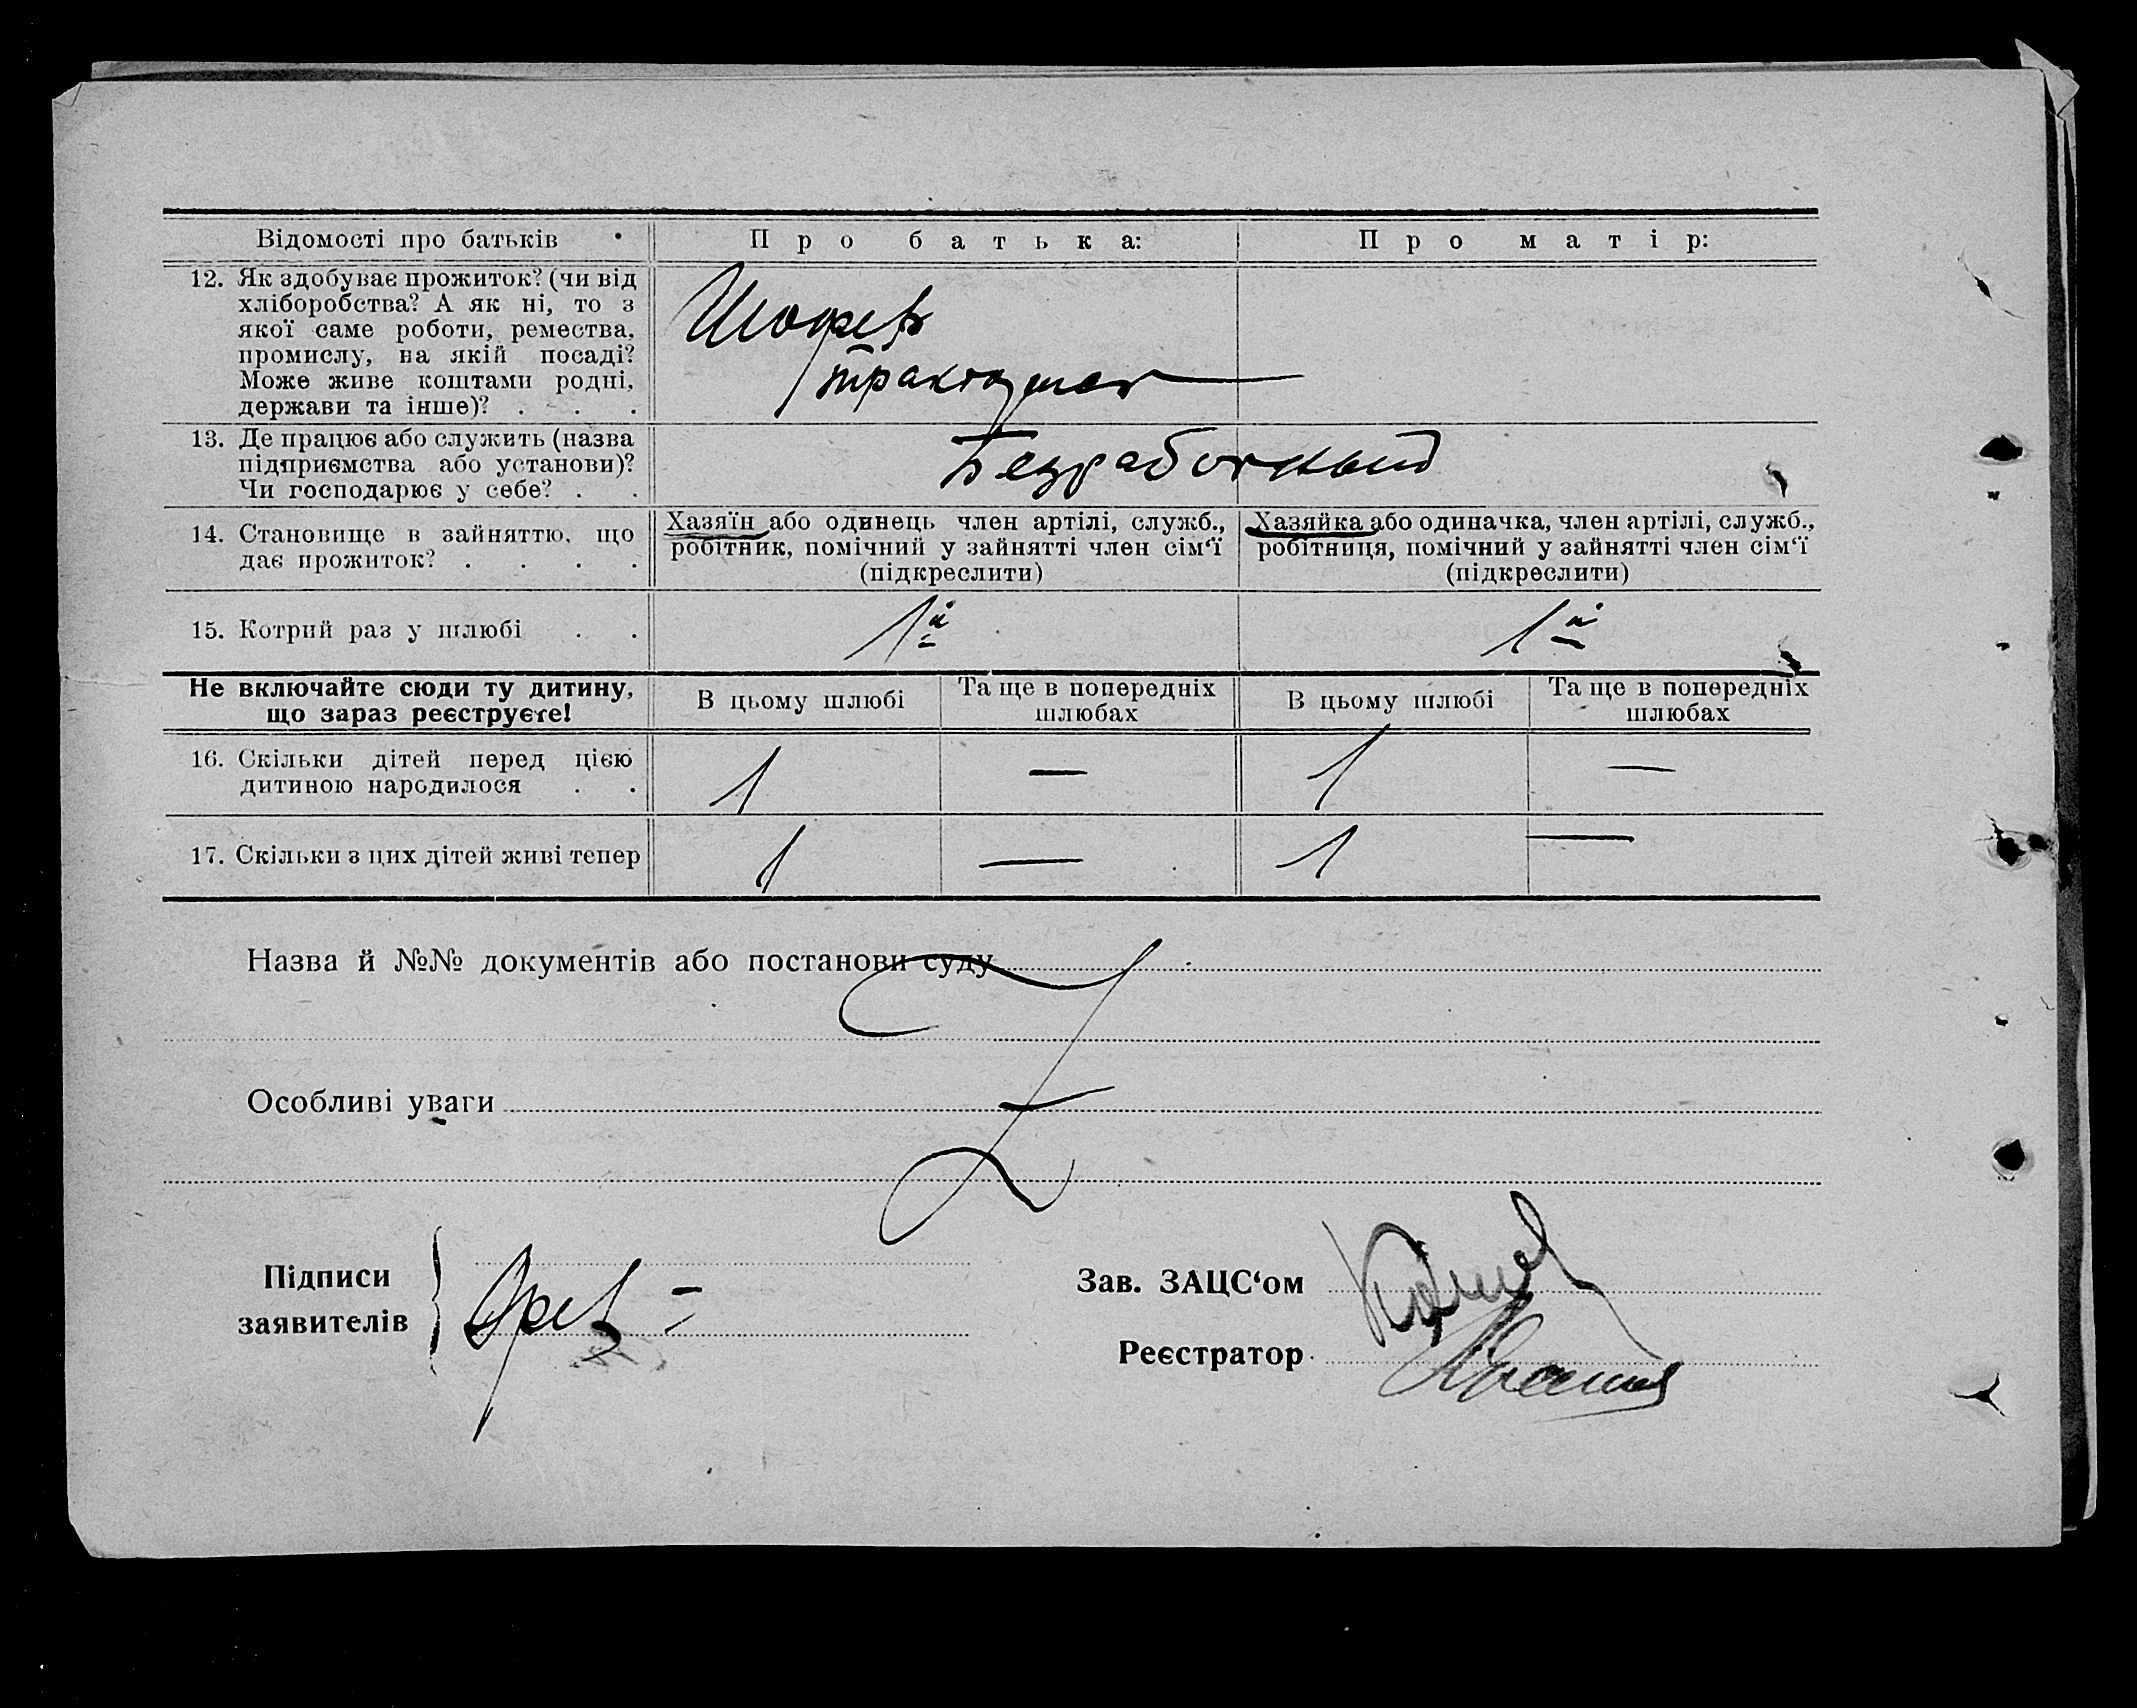 Відомості про батьків
Про батька:
Про матір:
12. Як здобуває прожиток? (чи від
хліборобства? А як ні, то з
якої саме роботи, ремества,
промислу, на якій посаді?
Може живе коштами родні,
держави та інше)? . . .
Шофер
13. Де працює або служить (назва
підприємства або установи)?
Чи господарює у себе? . .
Безработный
14. Становище в зайняттю, що
дає прожиток? . . . .
Хазяїн або одинець член артілі, служб.,
робітник, помічний у зайнятті член сім‘ї
(підкреслити)
Хазяйка або одиначка, член артілі, служб.,
робітниця, помічний у зайнятті член сім‘ї
(підкреслити)
15. Котрий раз у шлюбі . .
1й
1й
Не включайте сюди ту дитину,
що зараз реєструєте!
В цьому шлюбі
Та ще в попередніх
шлюбах
В цьому шлюбі
Та ще в попередніх
шлюбах
16. Скільки дітей перед цією
дитиною народилося . .
1
—
1
—
17. Скільки з цих дітей живі тепер
1
—
1
—
Назва й №№ документів або постанови суду
Особливі уваги
Підписи
заявителів
Зав. ЗАЦС‘ом
Реєстратор